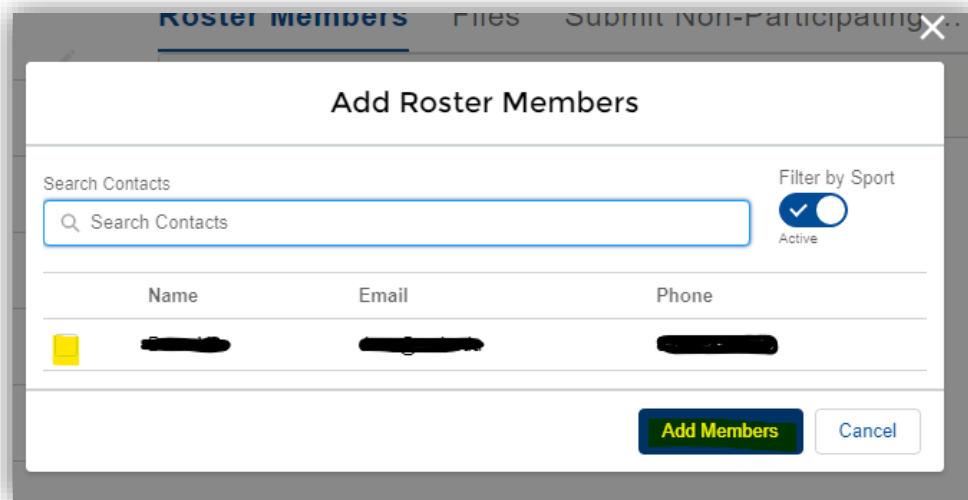 Roster Members Files Submit Non-Participating ...
Add Roster Members
Search Contacts
Filter by Sport
Search Contacts
Active
Name Email Phone
Add Members Cancel